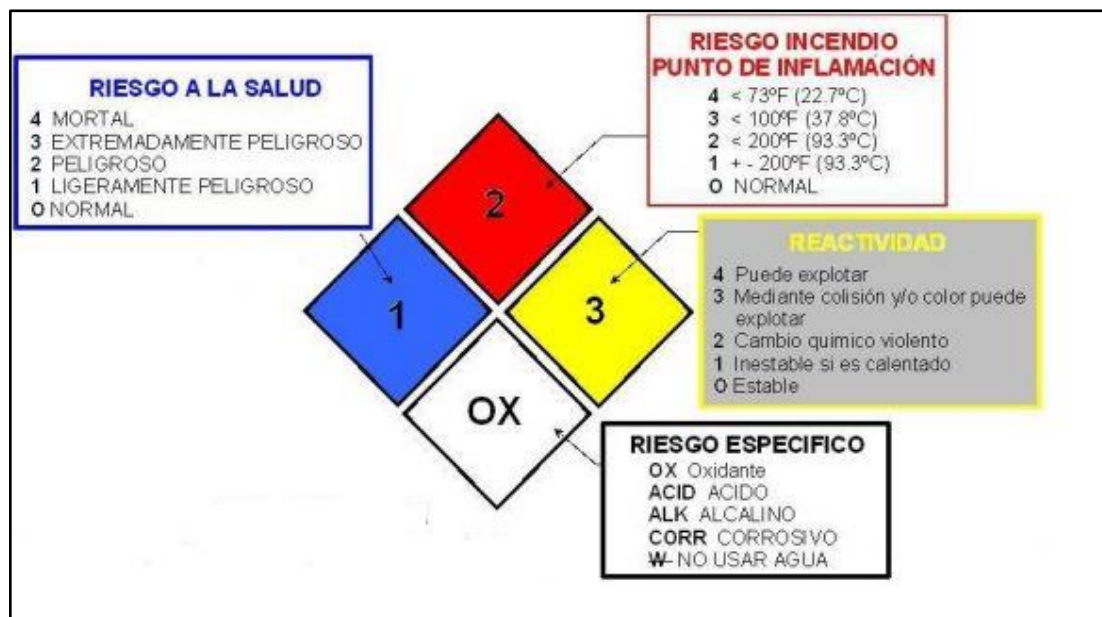 RIESGO INCENDIO
PUNTO DE INFLAMACIÓN
4 < 73ºF (22.7ºC)
3 < 100ºF (37.8ºC)
2 < 200ºF (93.3ºC)
1 + - 200ºF (93.3ºC)
O NORMAL
RIESGO A LA SALUD
4 MORTAL
3 EXTREMADAMENTE PELIGROSO
2 PELIGROSO
1 LIGERAMENTE PELIGROSO
O NORMAL
2
1
3
OX
REACTIVIDAD
4 Puede explotar
3 Mediante colisión y/o color puede
explotar
2 Cambio quimico violento
1 Inestable si es calentado
O Estable
RIESGO ESPECIFICO
OX Oxidante
ACID ACIDO
ALK ALCALINO
CORR CORROSIVO
W NO USAR AGUA